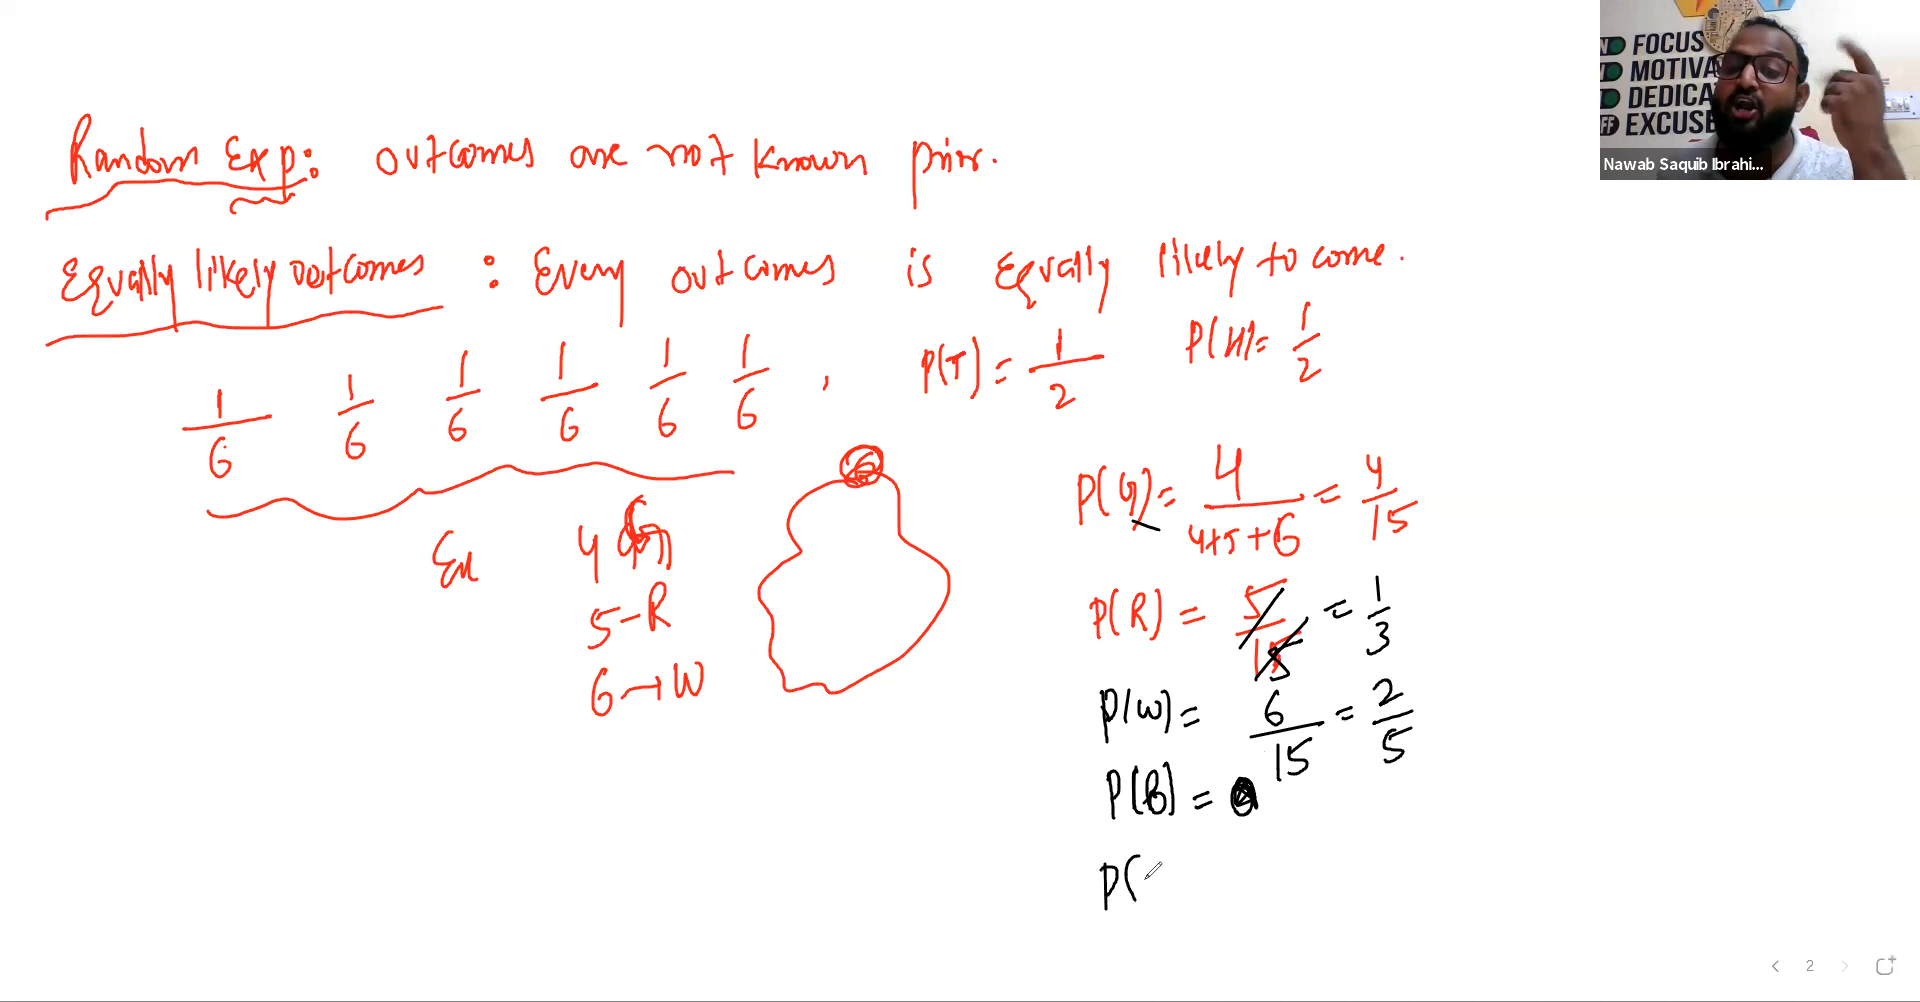 FOCUS
MOTIVA
DEDICA
FF EXCUSE
Nawab Saquib Ibrahi...
Random Exp: outcomes are not known prior.
Equally likely outcomes : Every outcomes is Equally likely to come.
1/6 1/6 1/6 1/6 1/6 1/6 , P(T) = 1/2 P(H) = 1/2
G
P(G) = 4/(4+5+6) = 4/15
Ex 4 G
5-R
P(R) = 5/15 = 1/3
6→W
P(W) = 6/15 = 2/5
P(B) = 0
P(
2